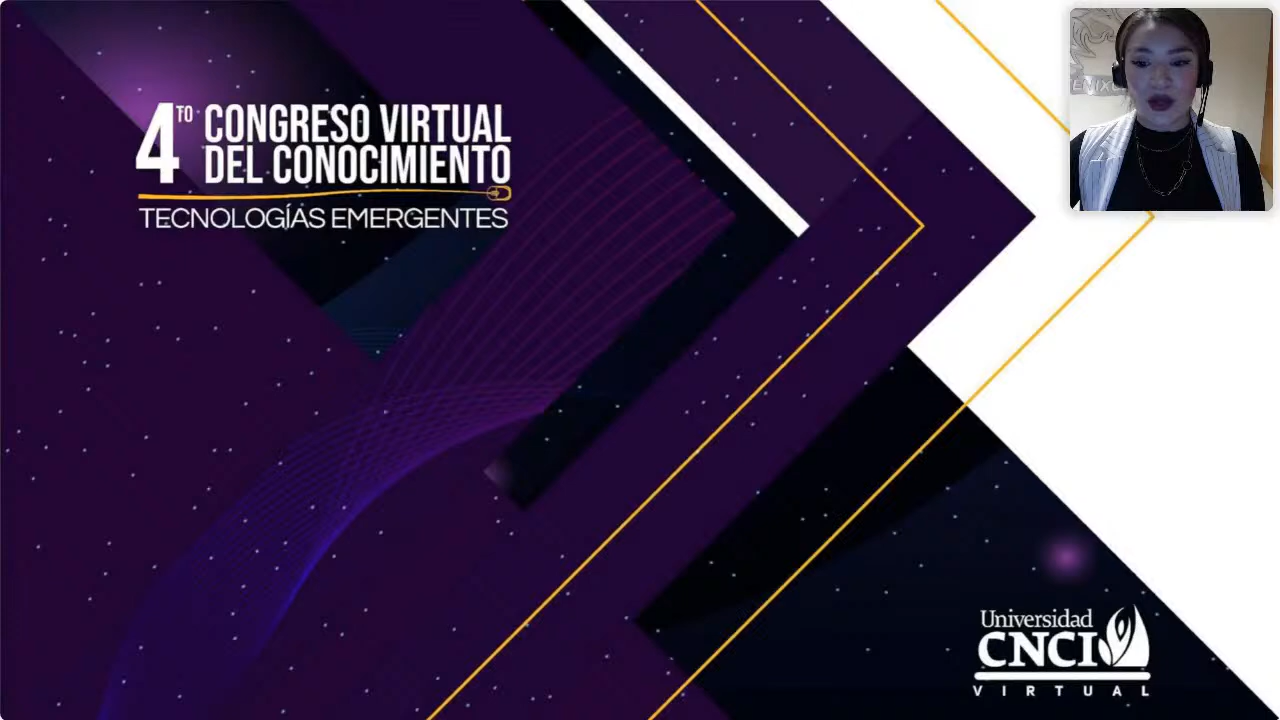 4TO CONGRESO VIRTUAL
DEL CONOCIMIENTO
TECNOLOGÍAS EMERGENTES
Universidad
CNCI
VIRTUAL